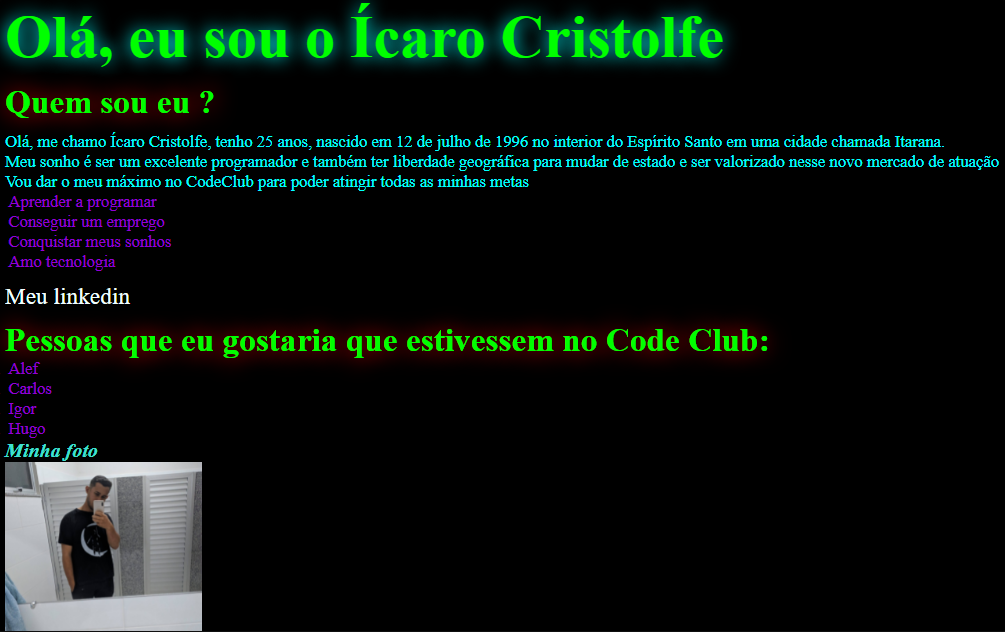 Olá, eu sou o Ícaro Cristolfe
Quem sou eu ?
Olá, me chamo Ícaro Cristolfe, tenho 25 anos, nascido em 12 de julho de 1996 no interior do Espírito Santo em uma cidade chamada Itarana.
Meu sonho é ser um excelente programador e também ter liberdade geográfica para mudar de estado e ser valorizado nesse novo mercado de atuação
Vou dar o meu máximo no CodeClub para poder atingir todas as minhas metas
Aprender a programar
Conseguir um emprego
Conquistar meus sonhos
Amo tecnologia
Meu linkedin
Pessoas que eu gostaria que estivessem no Code Club:
Alef
Carlos
Igor
Hugo
Minha foto